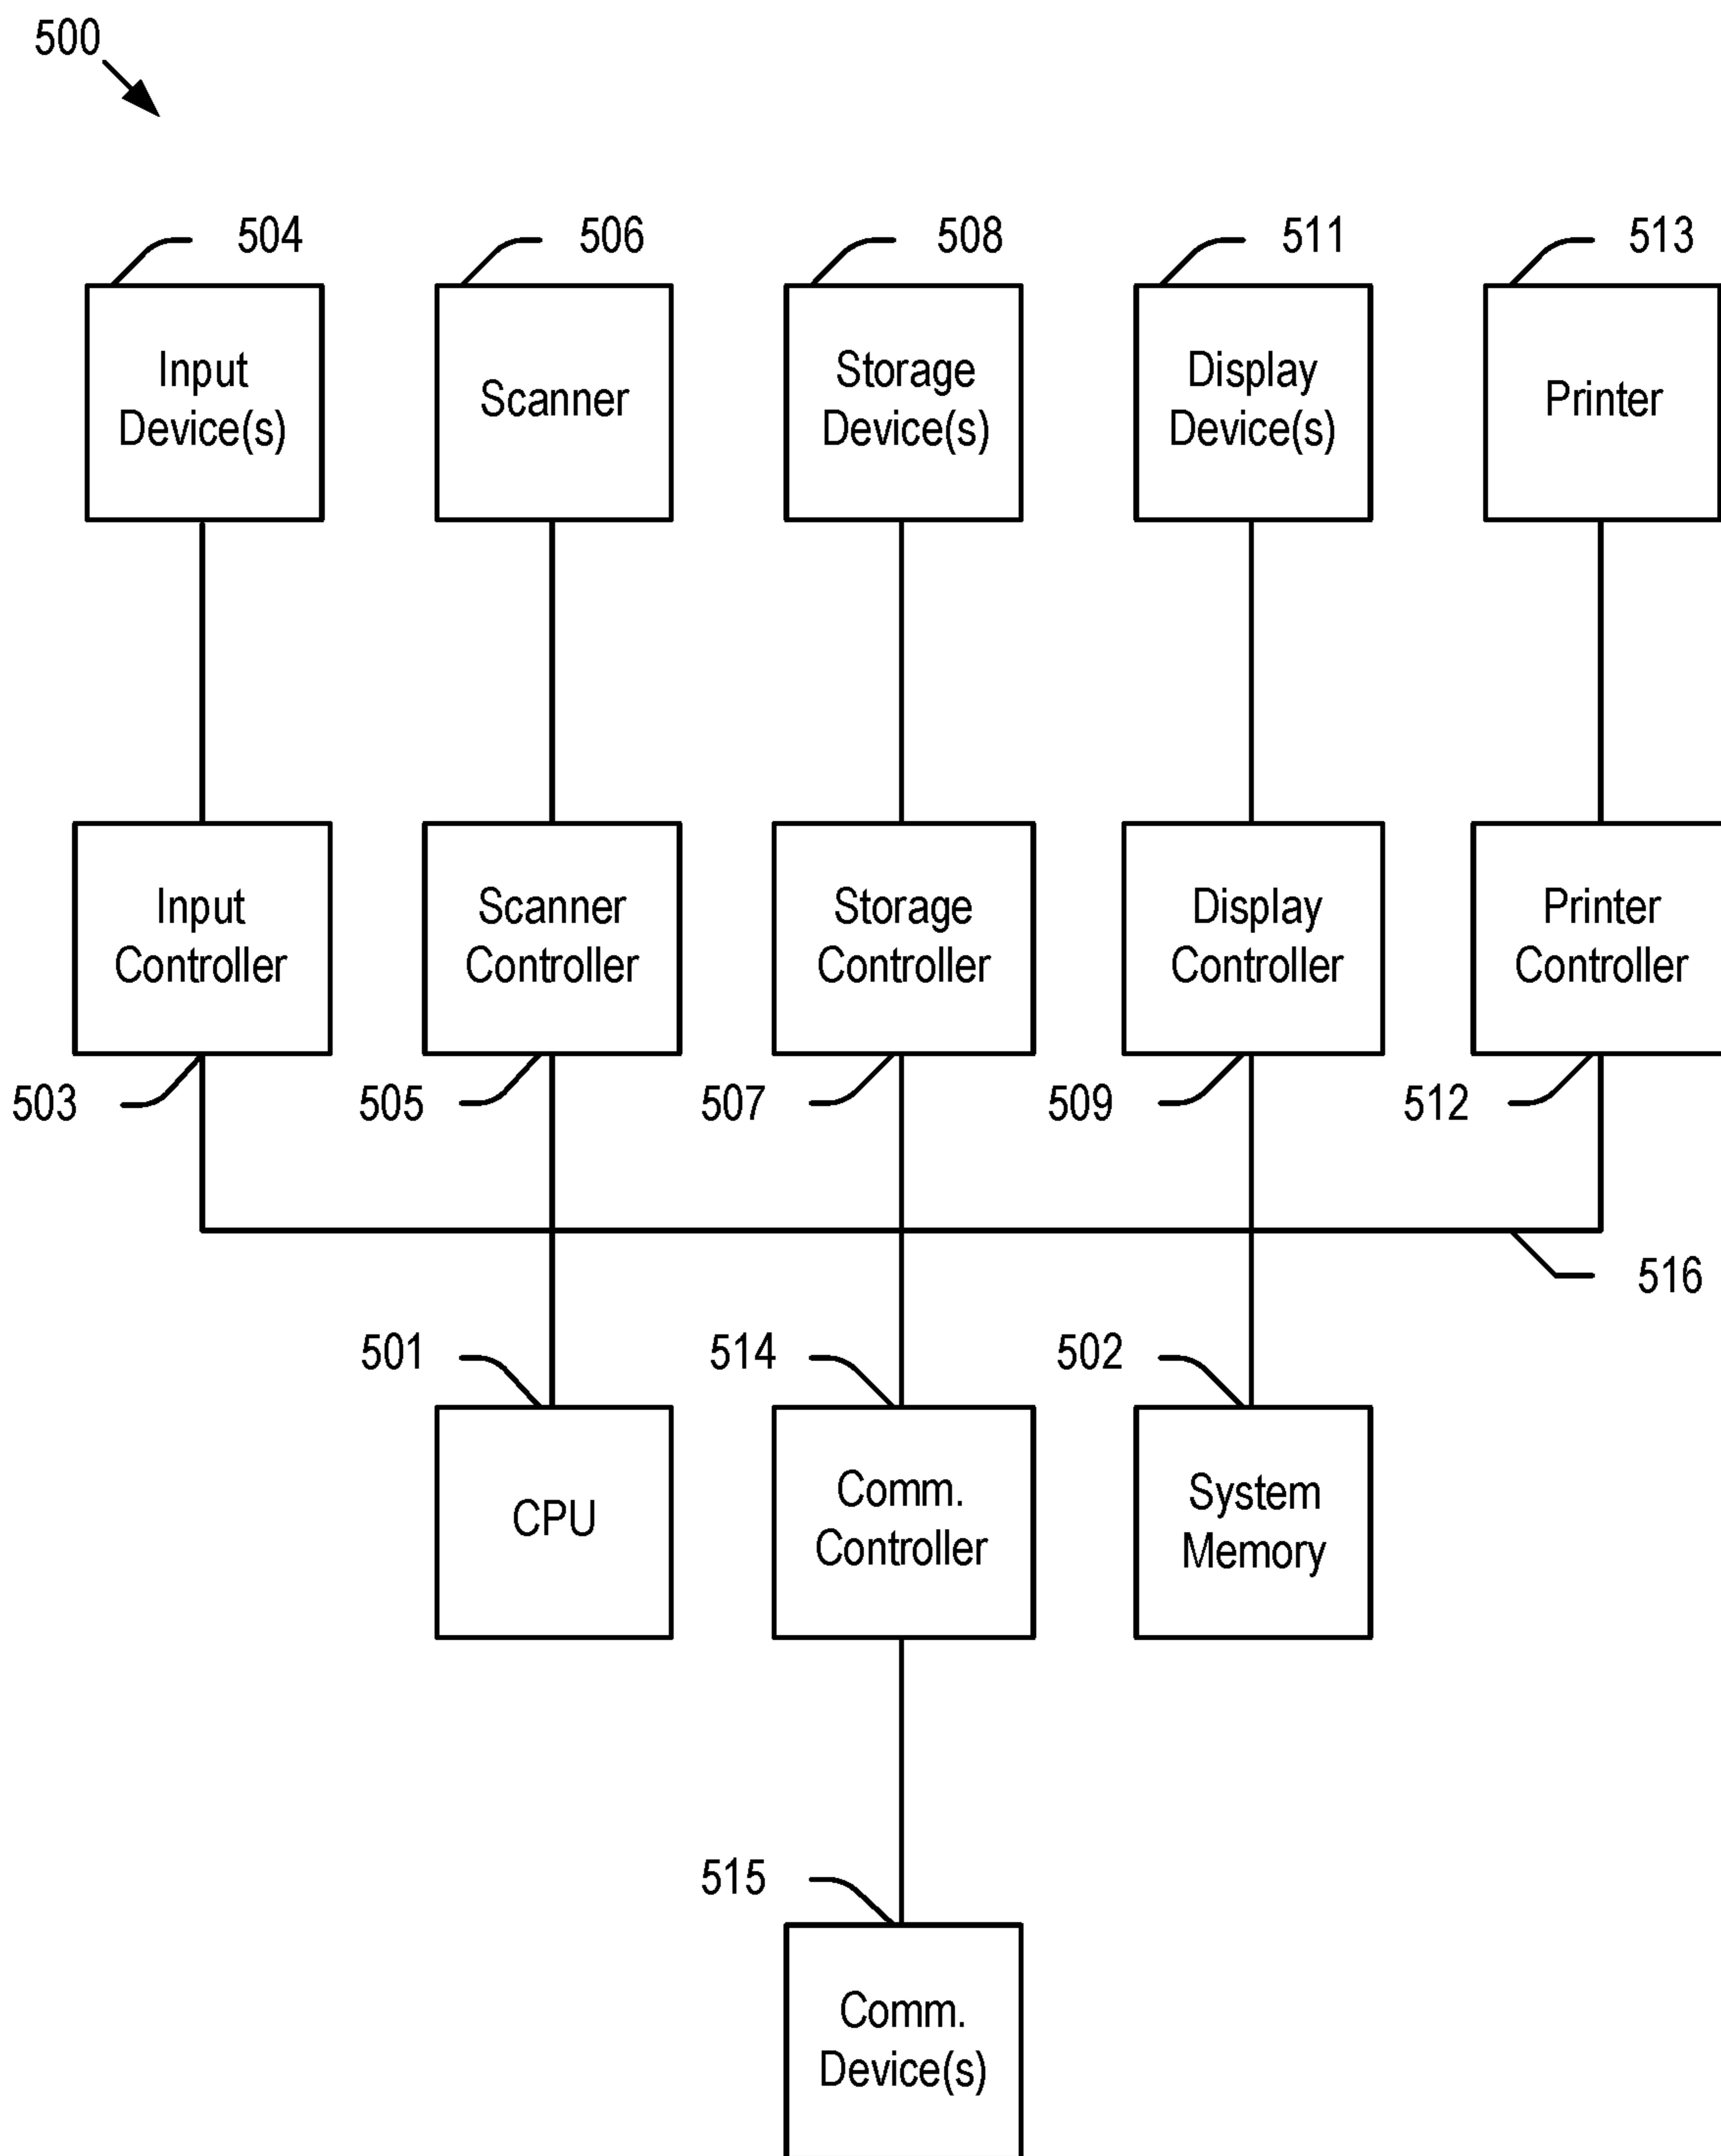 500
504
506
508
511
513
Input
Device(s)
Scanner
Storage
Device(s)
Display
Device(s)
Printer
Input
Controller
Scanner
Controller
Storage
Controller
Display
Controller
Printer
Controller
503
505
507
509
512
516
501
514
502
CPU
Comm.
Controller
System
Memory
515
Comm.
Device(s)